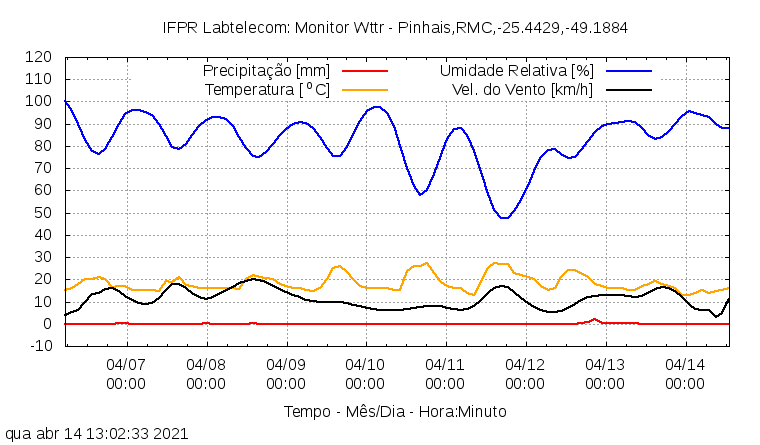 IFPR Labtelecom: Monitor Wttr - Pinhais,RMC,-25.4429,-49.1884
Precipitação [mm]
Umidade Relativa [%]
Temperatura [⁰C]
Vel. do Vento [km/h]
120
110
100
90
80
70
60
50
40
30
20
10
0
-10
04/07 04/08 04/09 04/10 04/11 04/12 04/13 04/14
00:00 00:00 00:00 00:00 00:00 00:00 00:00 00:00
Tempo - Mês/Dia - Hora:Minuto
qua abr 14 13:02:33 2021